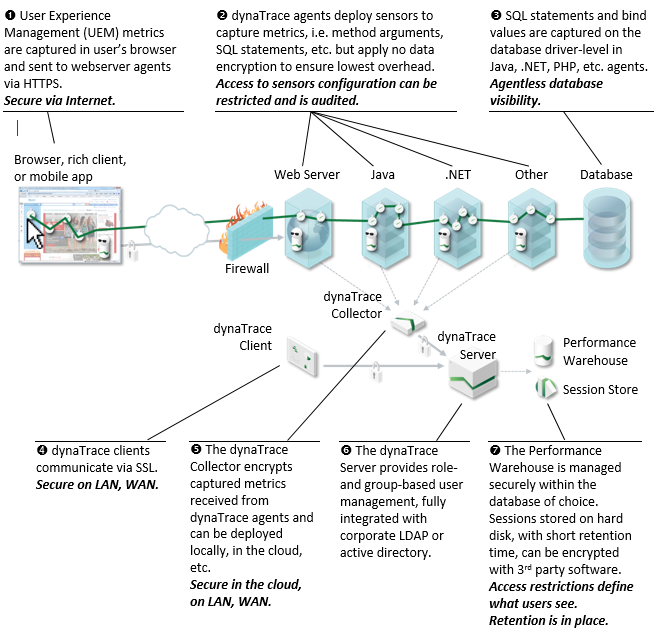 ❶ User Experience
Management (UEM) metrics
are captured in user's browser
and sent to webserver agents
via HTTPS.
Secure via Internet.
❷ dynaTrace agents deploy sensors to
capture metrics, i.e. method arguments,
SQL statements, etc. but apply no data
encryption to ensure lowest overhead.
Access to sensors configuration can be
restricted and is audited.
❸ SQL statements and bind
values are captured on the
database driver-level in
Java, .NET, PHP, etc. agents.
Agentless database
visibility.
Browser, rich client,
or mobile app
Web Server
Java
.NET
Other
Database
Firewall
dynaTrace
Collector
dynaTrace
Client
dynaTrace
Server
Performance
Warehouse
Session Store
❹ dynaTrace clients
communicate via SSL.
Secure on LAN, WAN.
❺ The dynaTrace
Collector encrypts
captured metrics
received from
dynaTrace agents and
can be deployed
locally, in the cloud,
etc.
Secure in the cloud,
on LAN, WAN.
❻ The dynaTrace
Server provides role-
and group-based user
management, fully
integrated with
corporate LDAP or
active directory.
❼ The Performance
Warehouse is managed
securely within the
database of choice.
Sessions stored on hard
disk, with short retention
time, can be encrypted
with 3rd party software.
Access restrictions define
what users see.
Retention is in place.